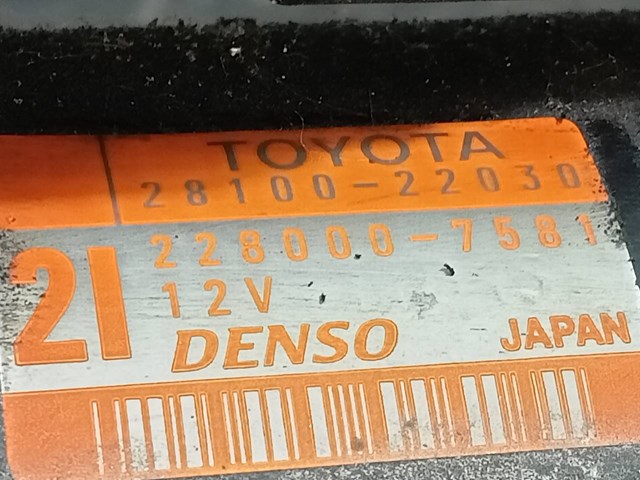 TOYOTA
28100-22030
228000-7581
2I
12V
DENSO
JAPAN